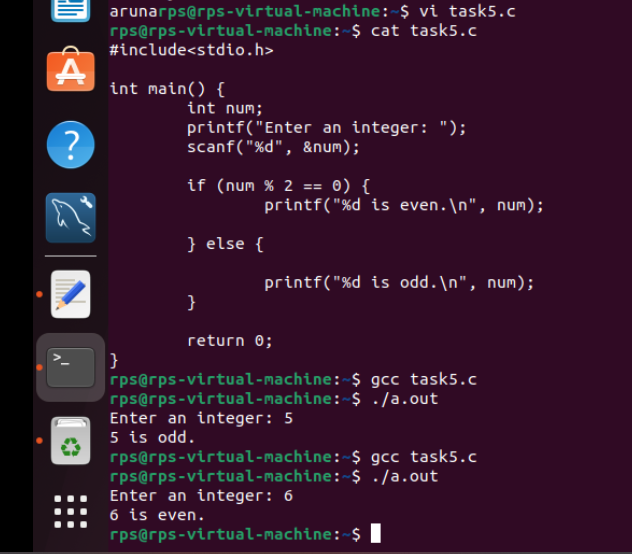 arunarps@rps-virtual-machine:~$ vi task5.c
rps@rps-virtual-machine:~$ cat task5.c
#include<stdio.h>
int main() {
        int num;
        printf("Enter an integer: ");
        scanf("%d", &num);
        if (num % 2 == 0) {
                printf("%d is even.\n", num);
        } else {
                printf("%d is odd.\n", num);
        }
        return 0;
}
rps@rps-virtual-machine:~$ gcc task5.c
rps@rps-virtual-machine:~$ ./a.out
Enter an integer: 5
5 is odd.
rps@rps-virtual-machine:~$ gcc task5.c
rps@rps-virtual-machine:~$ ./a.out
Enter an integer: 6
6 is even.
rps@rps-virtual-machine:~$